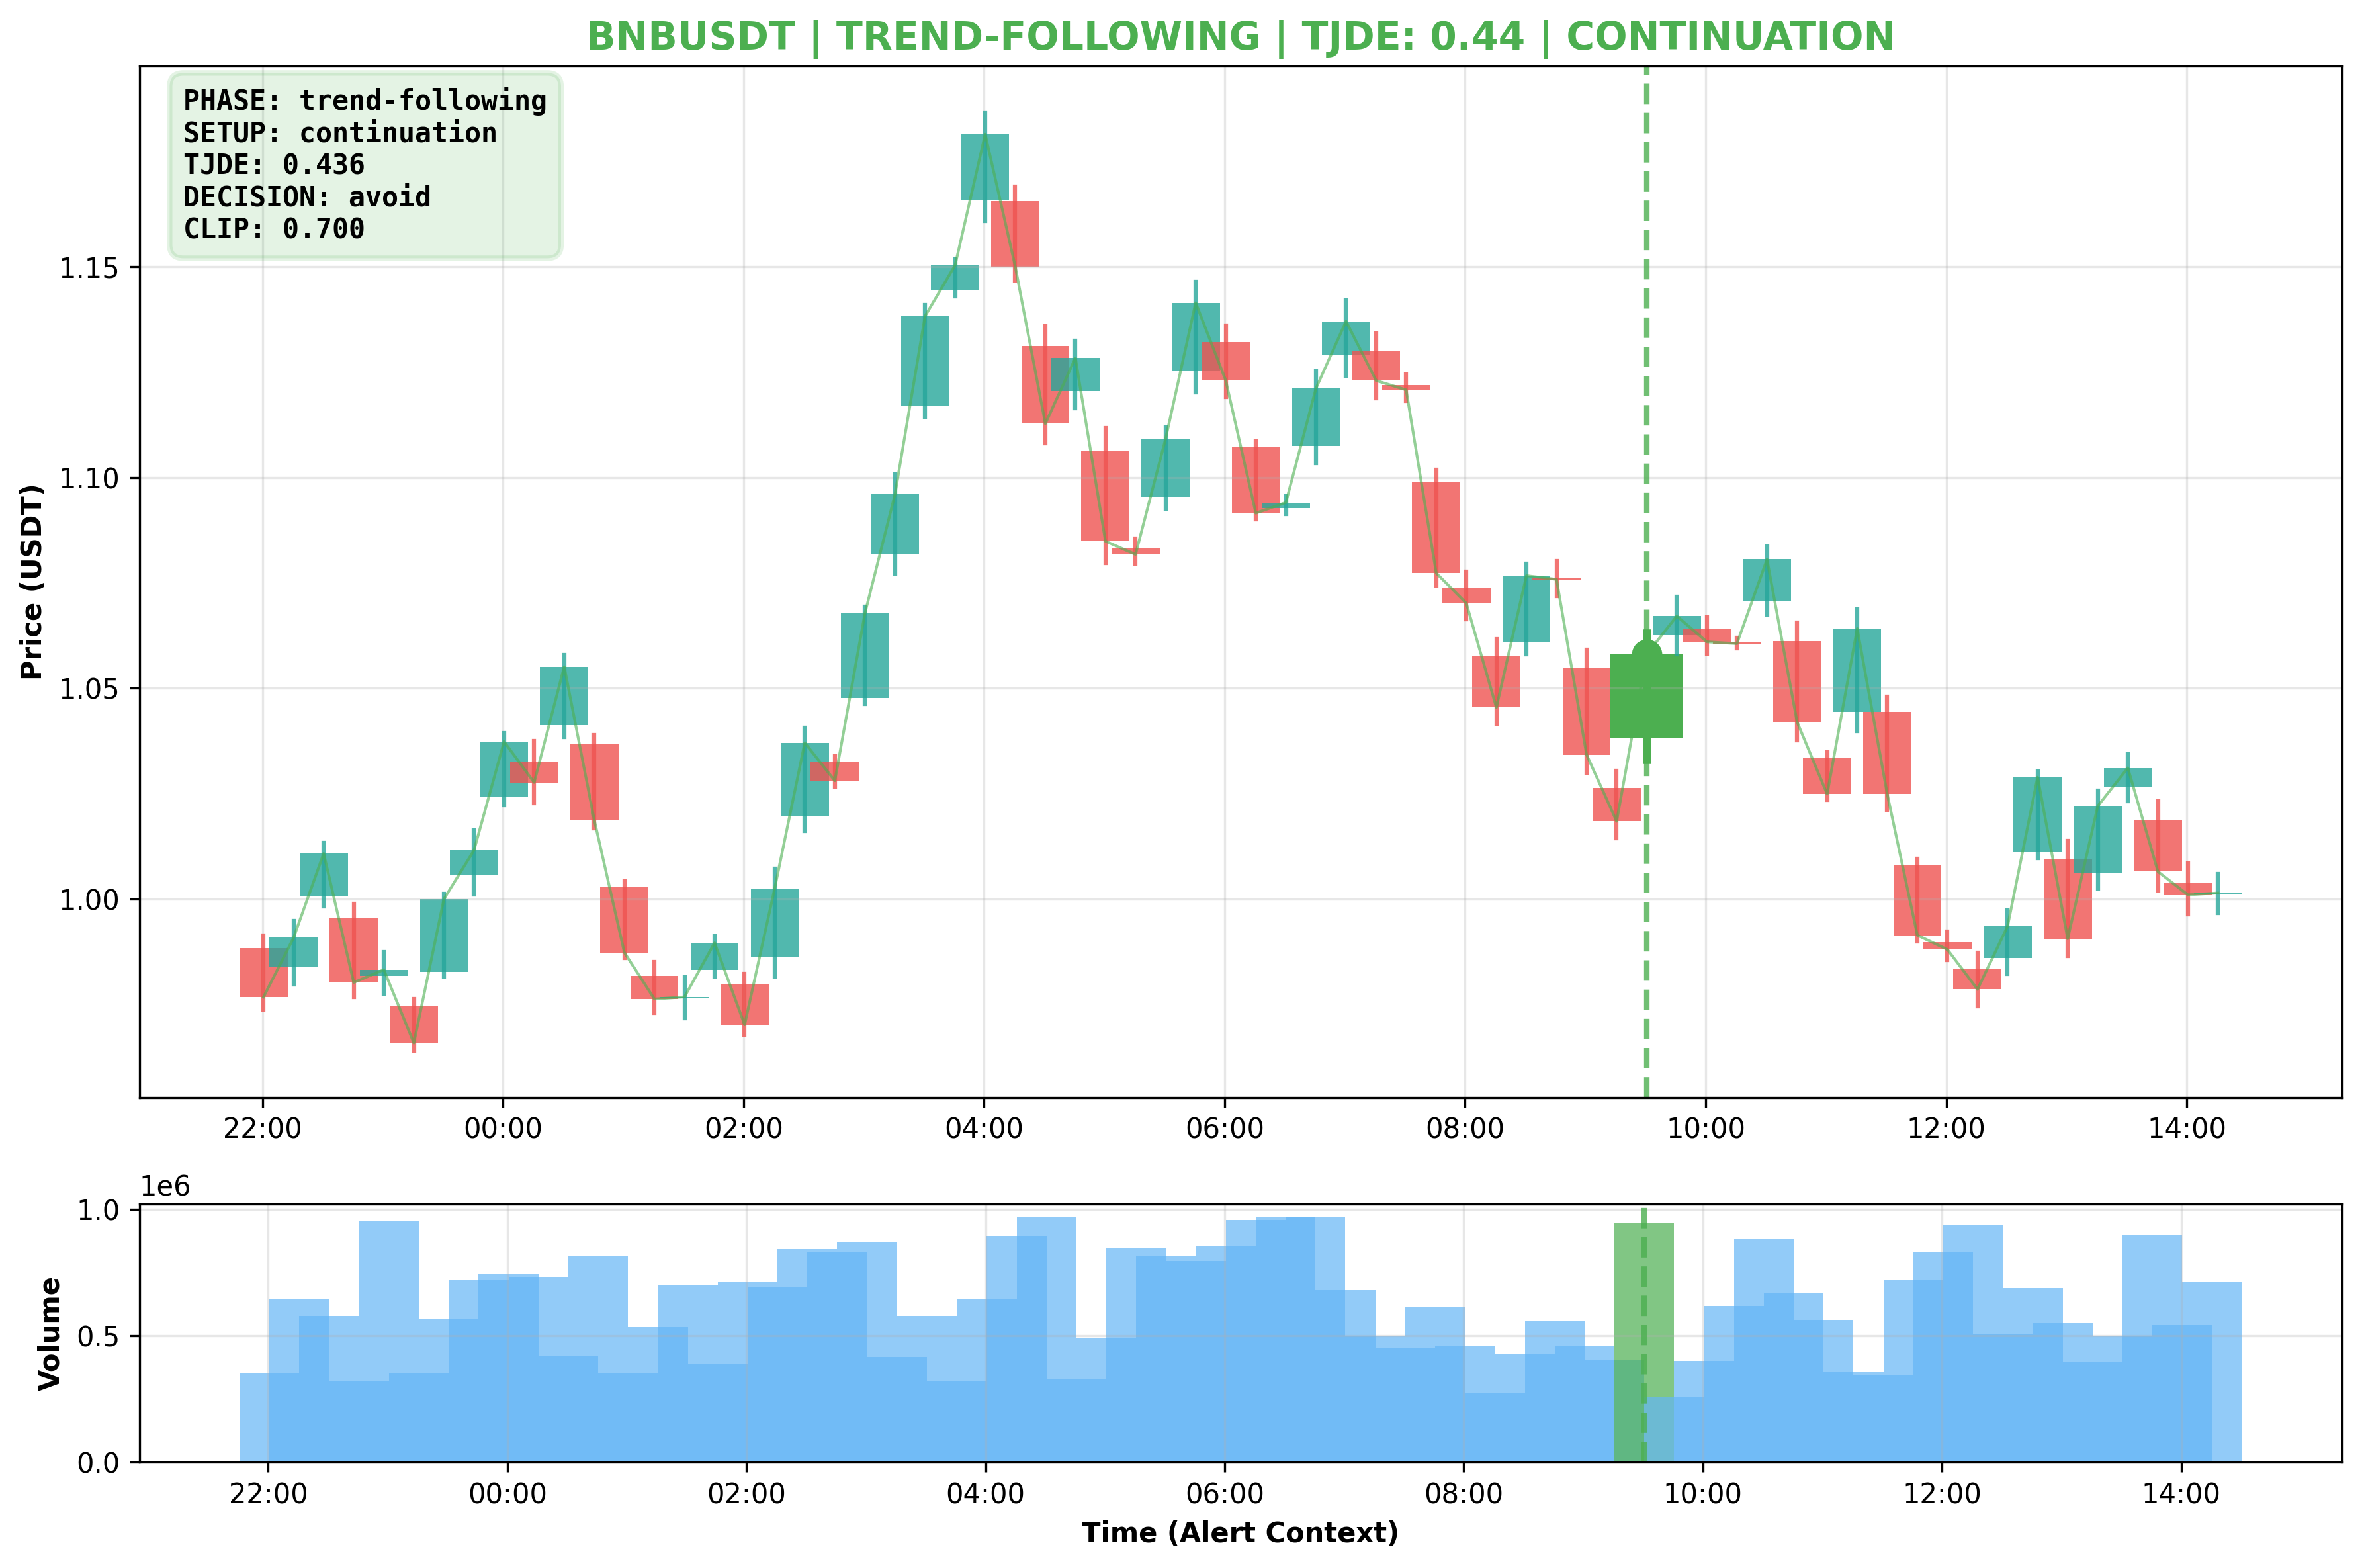 BNBUSDT | TREND-FOLLOWING | TJDE: 0.44 | CONTINUATION
PHASE: trend-following
SETUP: continuation
TJDE: 0.436
DECISION: avoid
CLIP: 0.700
Price (USDT)
1.15
1.10
1.05
1.00
22:00 00:00 02:00 04:00 06:00 08:00 10:00 12:00 14:00
1e6
Volume
1.0
0.5
0.0
22:00 00:00 02:00 04:00 06:00 08:00 10:00 12:00 14:00
Time (Alert Context)